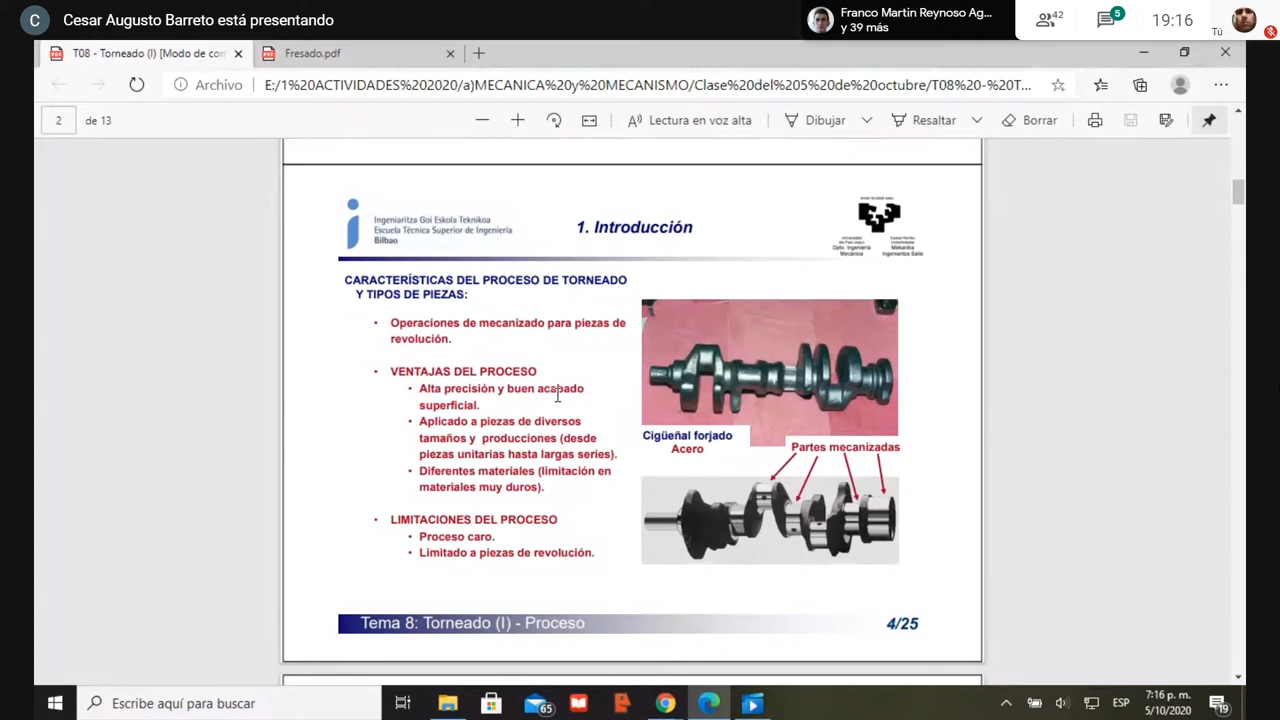 C Cesar Augusto Barreto está presentando
Franco Martin Reynoso Ag...
y 39 más
42
5
19:16
Tú
T08 - Torneado (I) [Modo de con
Fresado.pdf
Archivo
E:/1%20ACTIVIDADES%202020/a)MECANICA%20y%20MECANISMO/Clase%20del%205%20de%20octubre/T08%20-%20T...
2 de 13
Lectura en voz alta
Dibujar
Resaltar
Borrar
Ingeniaritza Goi Eskola Teknikoa
Escuela Técnica Superior de Ingeniería
Bilbao
1. Introducción
Dpto. Ingeniería
Mecánica
Mekanika
Ingeniaritza Saila
CARACTERÍSTICAS DEL PROCESO DE TORNEADO
Y TIPOS DE PIEZAS:
• Operaciones de mecanizado para piezas de
revolución.
• VENTAJAS DEL PROCESO
• Alta precisión y buen acabado
superficial.
• Aplicado a piezas de diversos
tamaños y producciones (desde
piezas unitarias hasta largas series).
• Diferentes materiales (limitación en
materiales muy duros).
• LIMITACIONES DEL PROCESO
• Proceso caro.
• Limitado a piezas de revolución.
Cigüeñal forjado
Acero
Partes mecanizadas
Tema 8: Torneado (I) - Proceso
4/25
Escribe aquí para buscar
65
ESP
7:16 p. m.
5/10/2020
19